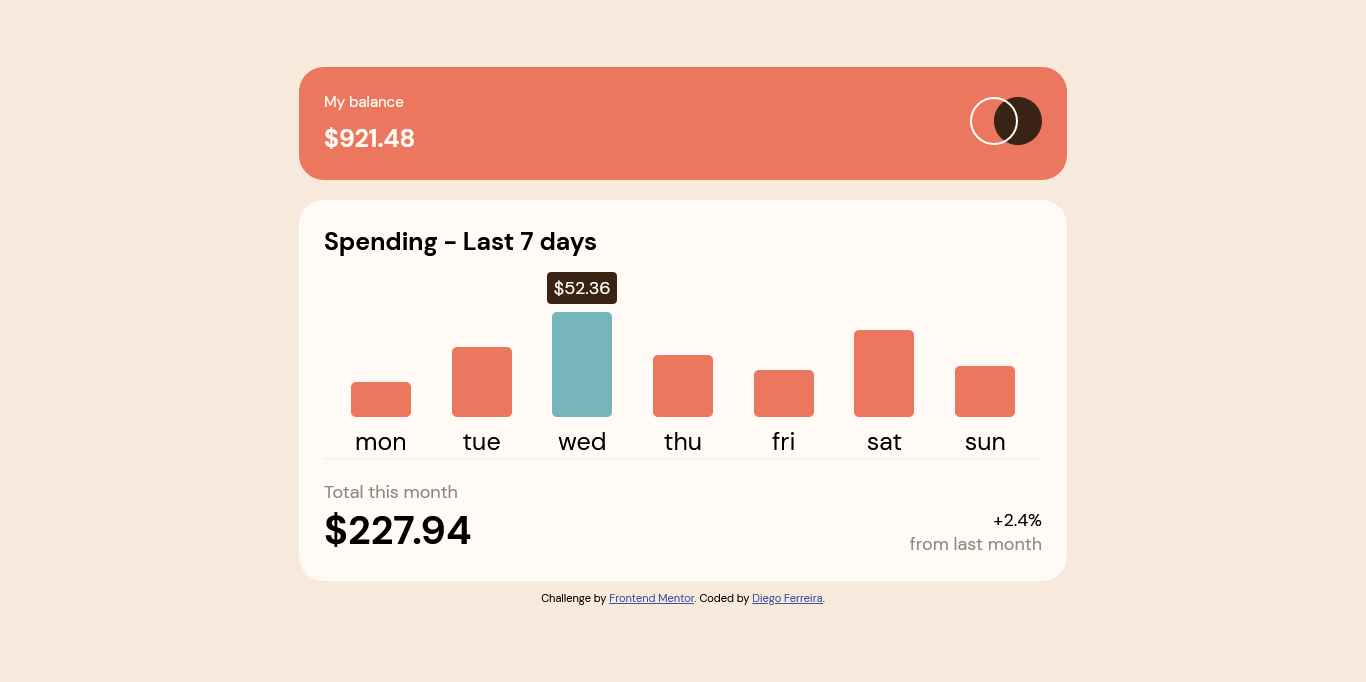 My balance
$921.48
Spending - Last 7 days
$52.36
mon tue wed thu fri sat sun
Total this month
$227.94
+2.4%
from last month
Challenge by Frontend Mentor. Coded by Diego Ferreira.